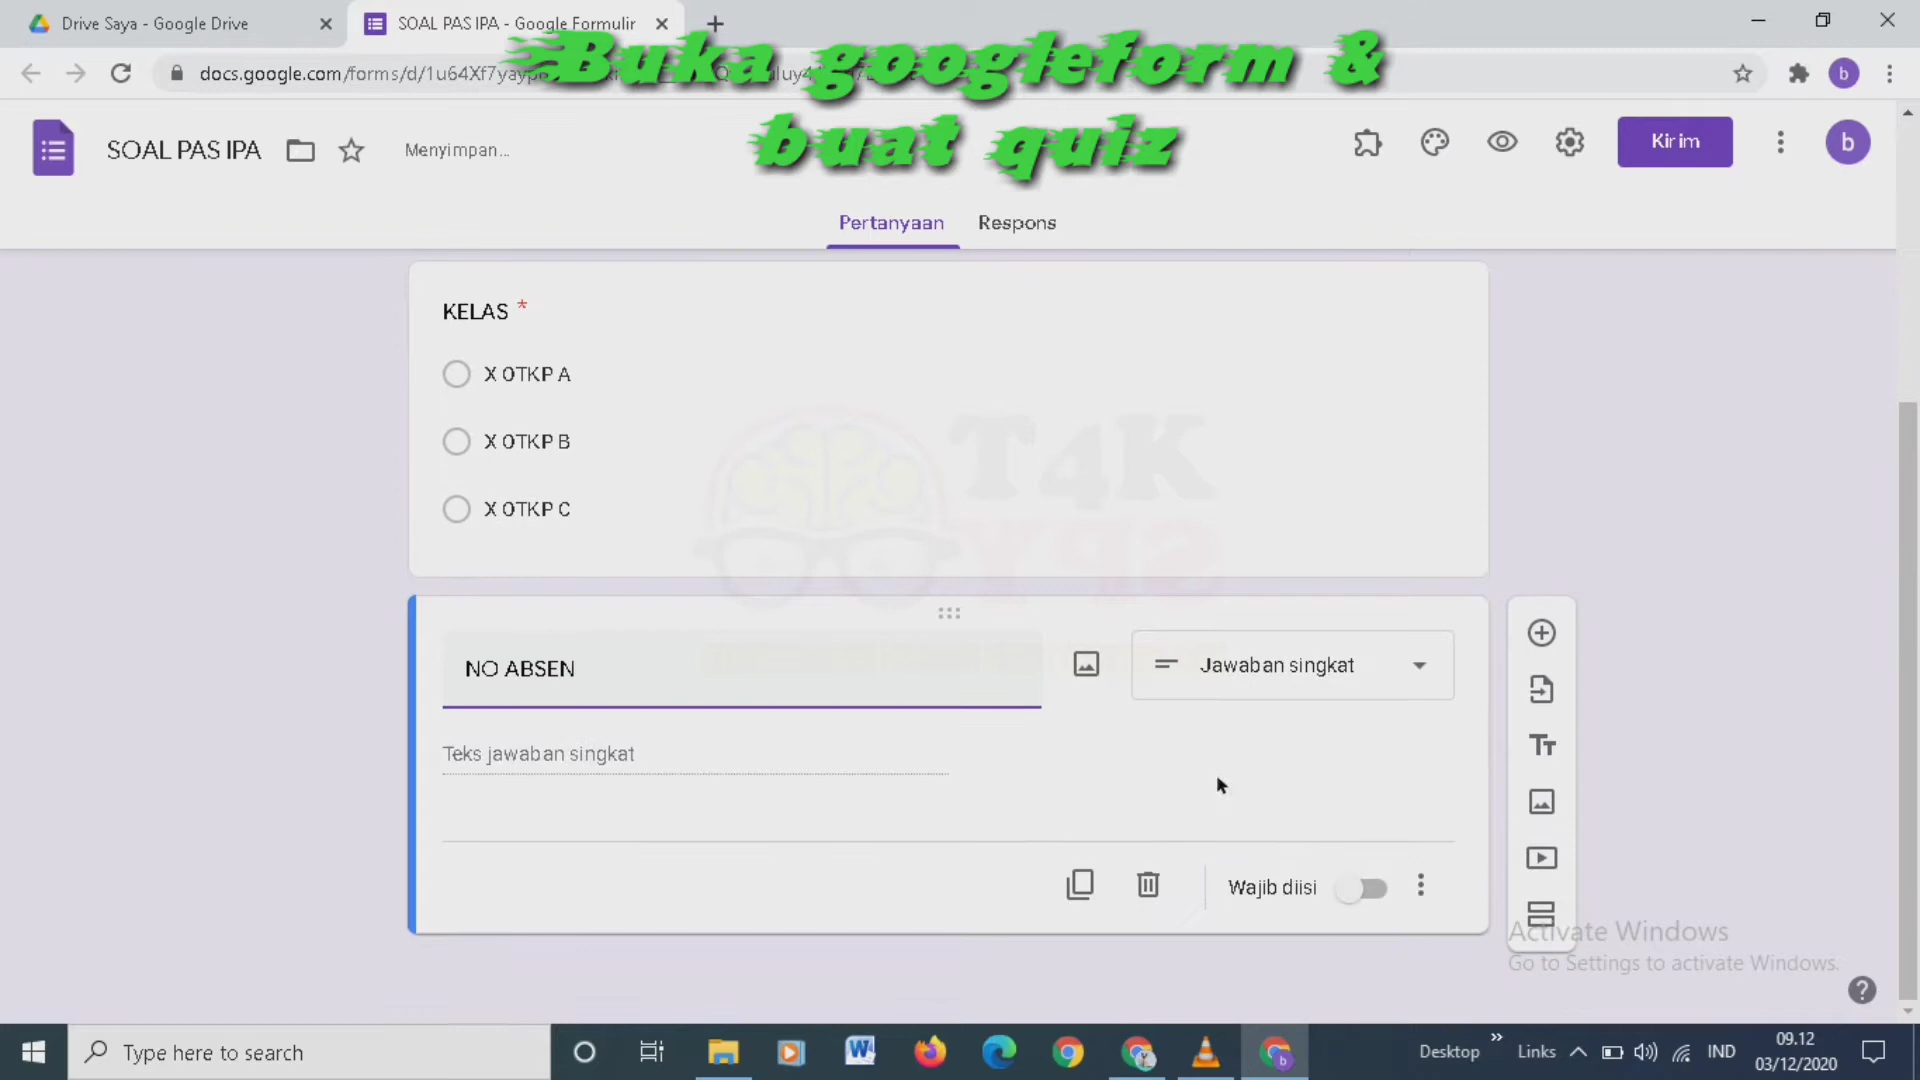 Drive Saya - Google Drive
SOAL PAS IPA - Google Formulir
Buka googleform &
buat quiz
docs.google.com/forms/d/1u64Xf7yayp
SOAL PAS IPA
Menyimpan...
Kirim
b
Pertanyaan
Respons
KELAS *
X OTKP A
X OTKP B
X OTKP C
T4K
NO ABSEN
Jawaban singkat
Teks jawaban singkat
Wajib diisi
Activate Windows
Go to Settings to activate Windows.
Type here to search
Desktop
Links
IND
09.12
03/12/2020